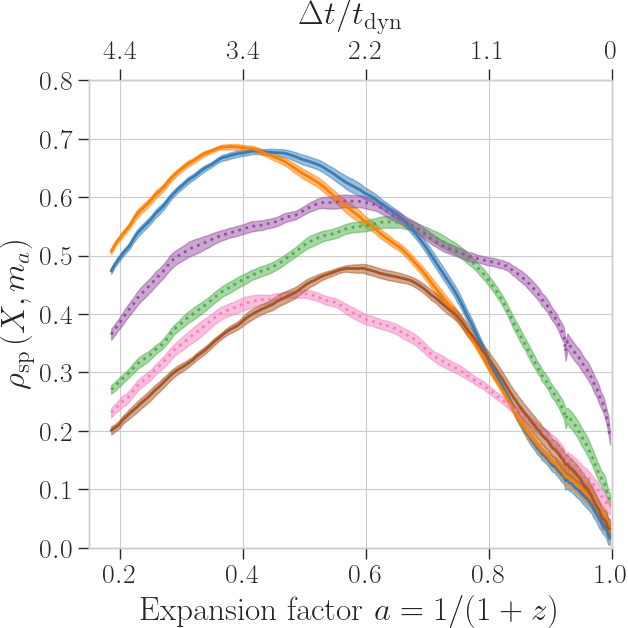 Δt/t_dyn
4.4 3.4 2.2 1.1 0
0.8
0.7
0.6
0.5
0.4
0.3
0.2
0.1
0.0
ρ_sp(X, m_a)
0.2 0.4 0.6 0.8 1.0
Expansion factor a = 1/(1 + z)